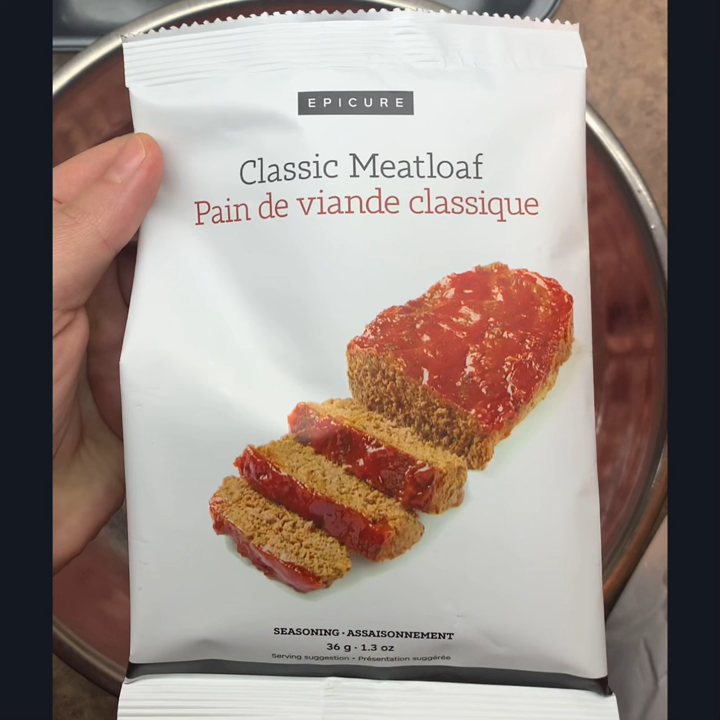 EPICURE
Classic Meatloaf
Pain de viande classique
SEASONING · ASSAISONNEMENT
36 g · 1.3 oz
Serving suggestion • Présentation suggérée